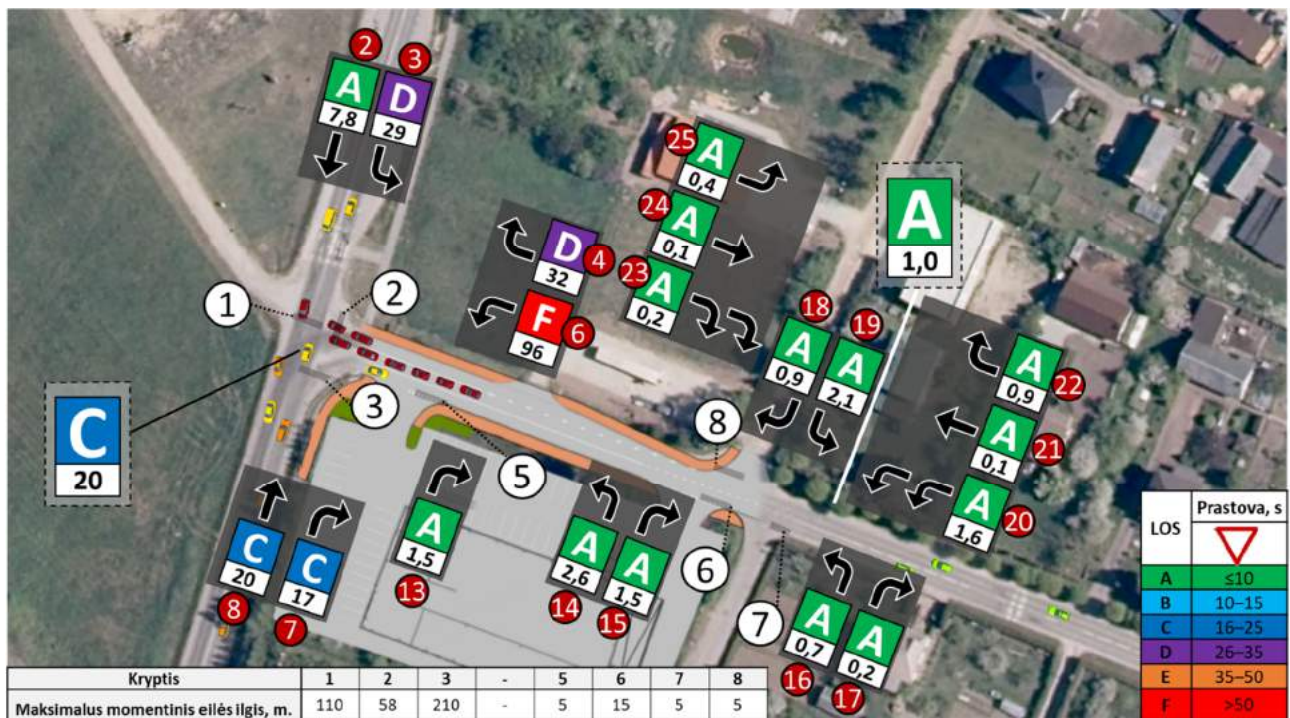 2
3
A
D
7,8
29
25
A
0,4
24
A
0,1
23
A
0,2
D
32
4
F
96
6
A
1,0
1
2
18
19
A
0,9
A
2,1
A
0,9
22
A
0,1
21
A
1,6
20
C
20
3
5
8
6
7
C
20
8
C
17
7
A
1,5
13
A
2,6
14
A
1,5
15
A
0,7
16
A
0,2
17
LOS Prastova, s
A ≤10
B 10–15
C 16–25
D 26–35
E 35–50
F >50
Kryptis 1 2 3 - 5 6 7 8
Maksimalus momentinis eilės ilgis, m. 110 58 210 - 5 15 5 5